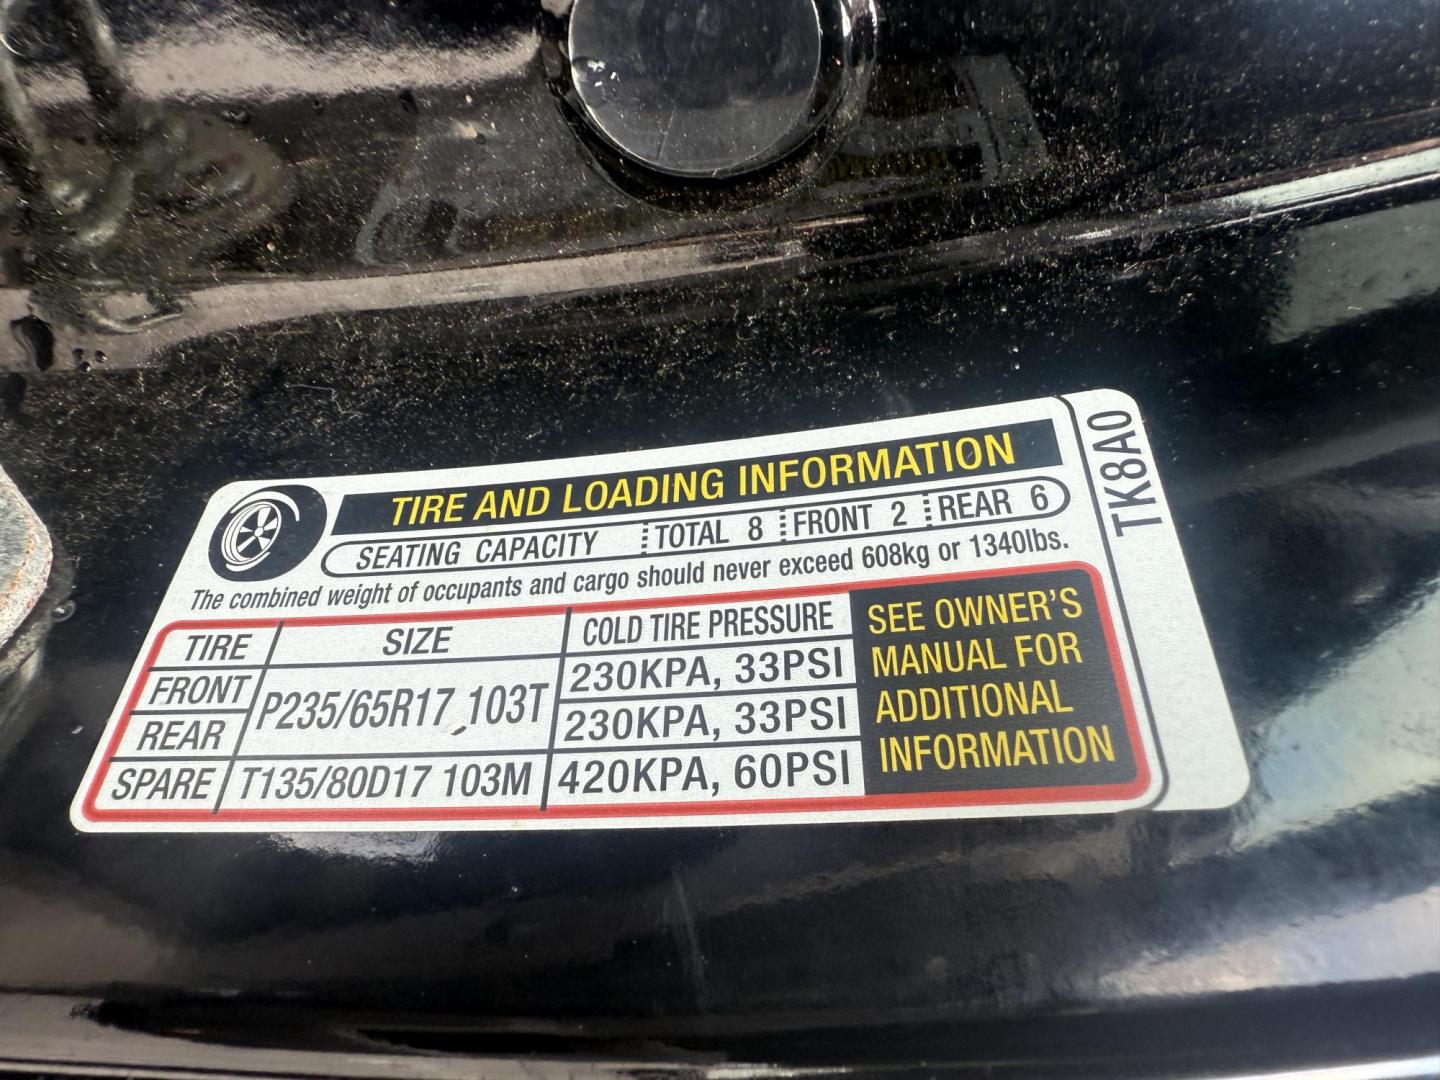 TIRE AND LOADING INFORMATION
SEATING CAPACITY TOTAL 8 FRONT 2 REAR 6
The combined weight of occupants and cargo should never exceed 608kg or 1340lbs.
TIRE SIZE COLD TIRE PRESSURE
FRONT P235/65R17 103T 230KPA, 33PSI
REAR 230KPA, 33PSI
SPARE T135/80D17 103M 420KPA, 60PSI
SEE OWNER'S
MANUAL FOR
ADDITIONAL
INFORMATION
TK8A0